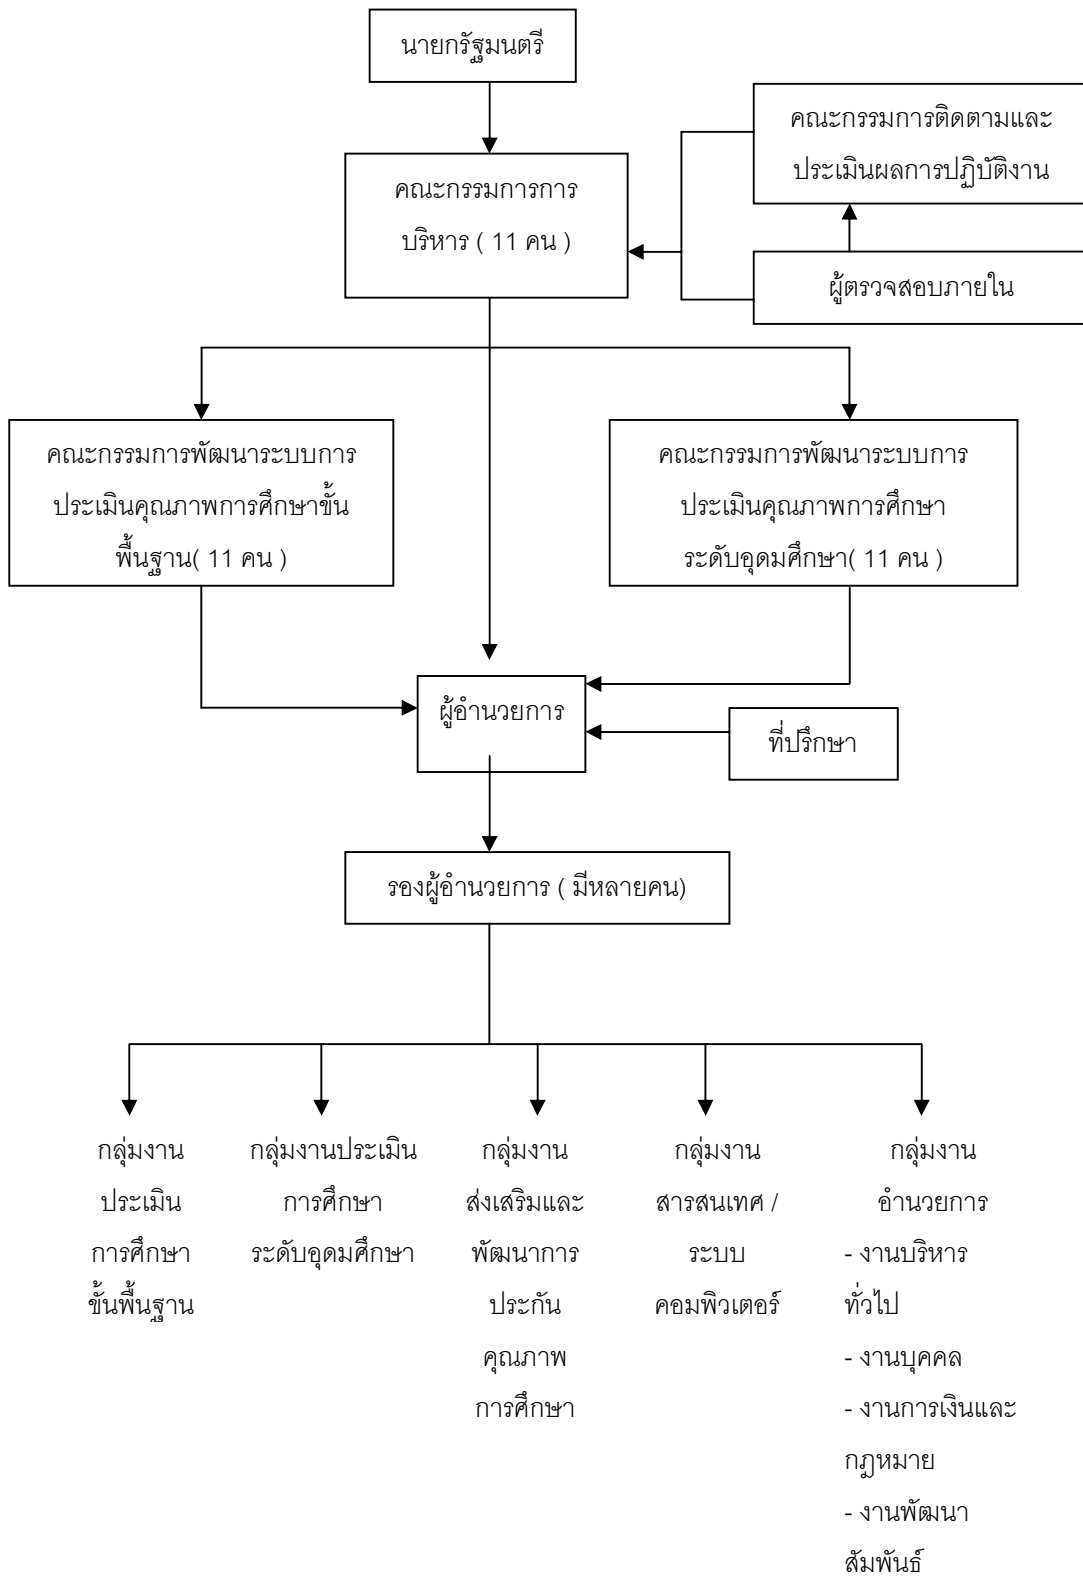 นายกรัฐมนตรี
คณะกรรมการติดตามและ
ประเมินผลการปฏิบัติงาน
คณะกรรมการการ
บริหาร ( 11 คน )
ผู้ตรวจสอบภายใน
คณะกรรมการพัฒนาระบบการ
ประเมินคุณภาพการศึกษาขั้น
พื้นฐาน( 11 คน )
คณะกรรมการพัฒนาระบบการ
ประเมินคุณภาพการศึกษา
ระดับอุดมศึกษา( 11 คน )
ผู้อำนวยการ
ที่ปรึกษา
รองผู้อำนวยการ ( มีหลายคน)
กลุ่มงาน
ประเมิน
การศึกษา
ขั้นพื้นฐาน
กลุ่มงานประเมิน
การศึกษา
ระดับอุดมศึกษา
กลุ่มงาน
ส่งเสริมและ
พัฒนาการ
ประกัน
คุณภาพ
การศึกษา
กลุ่มงาน
สารสนเทศ /
ระบบ
คอมพิวเตอร์
กลุ่มงาน
อำนวยการ
- งานบริหาร
ทั่วไป
- งานบุคคล
- งานการเงินและ
กฎหมาย
- งานพัฒนา
สัมพันธ์